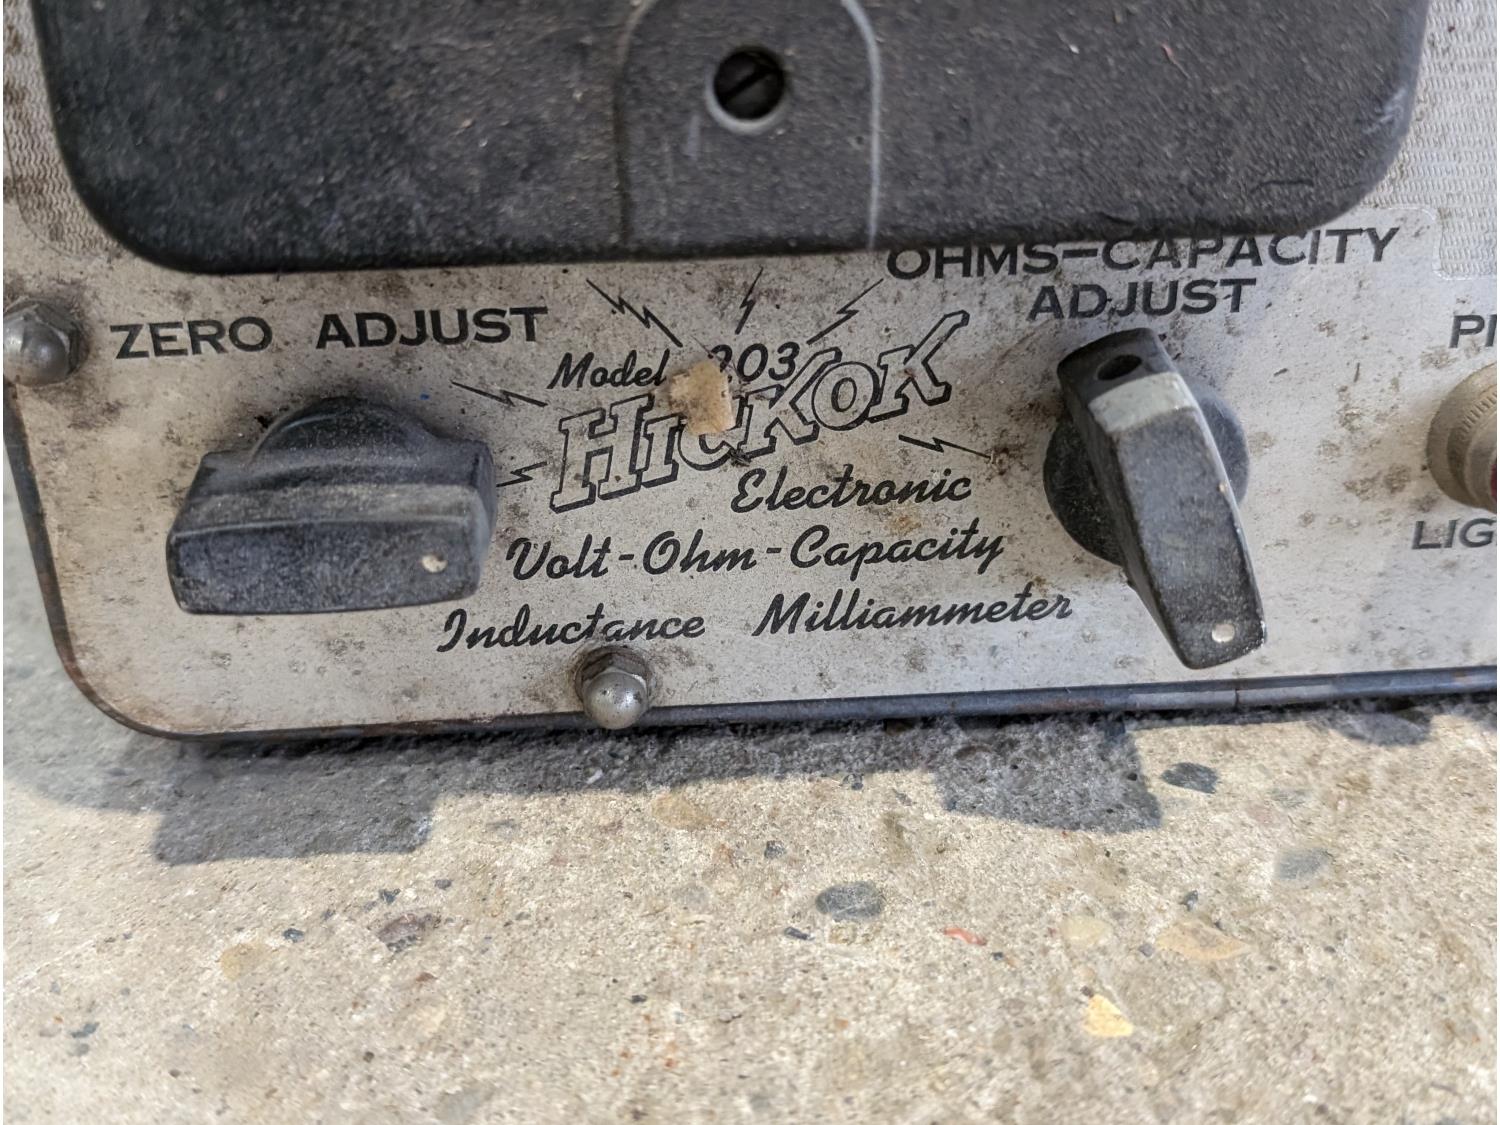 OHMS-CAPACITY
ADJUST
ZERO ADJUST
Model 203
HICKOK
Electronic
Volt-Ohm-Capacity
Inductance Milliammeter